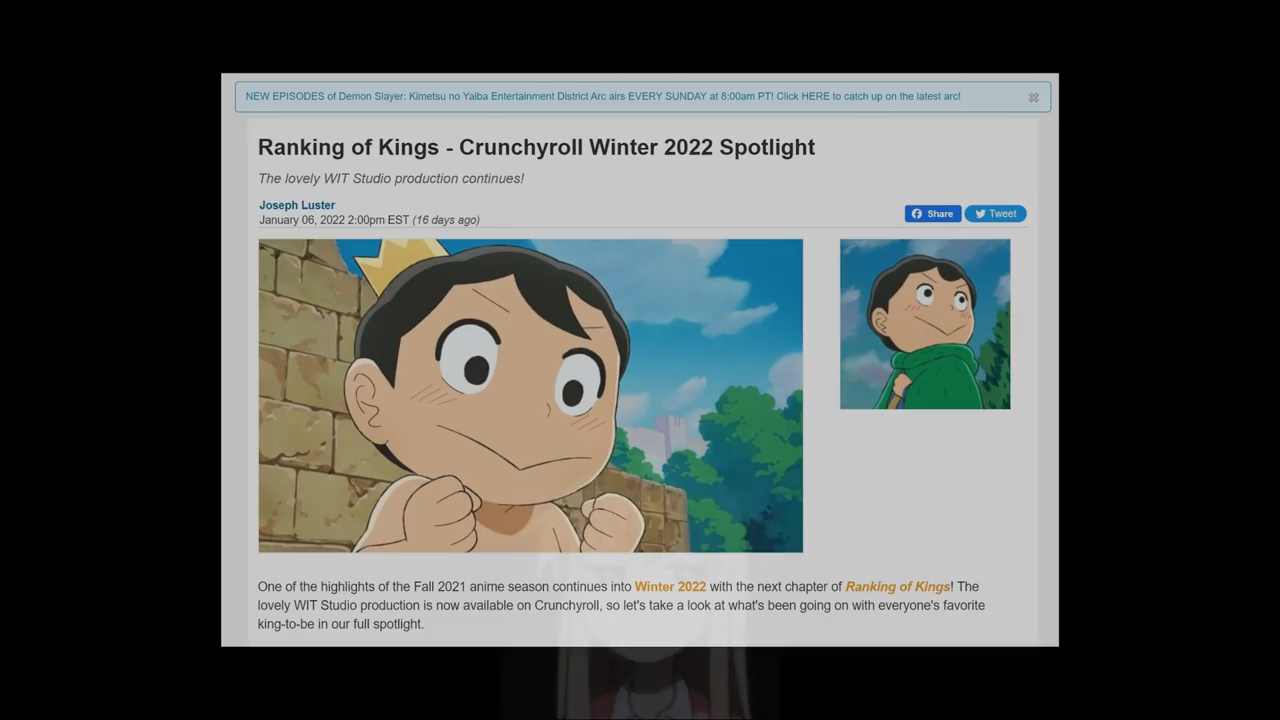 NEW EPISODES of Demon Slayer: Kimetsu no Yaiba Entertainment District Arc airs EVERY SUNDAY at 8:00am PT! Click HERE to catch up on the latest arc!
Ranking of Kings - Crunchyroll Winter 2022 Spotlight
The lovely WIT Studio production continues!
Joseph Luster
January 06, 2022 2:00pm EST (16 days ago)
Share
Tweet
One of the highlights of the Fall 2021 anime season continues into Winter 2022 with the next chapter of Ranking of Kings! The
lovely WIT Studio production is now available on Crunchyroll, so let's take a look at what's been going on with everyone's favorite
king-to-be in our full spotlight.